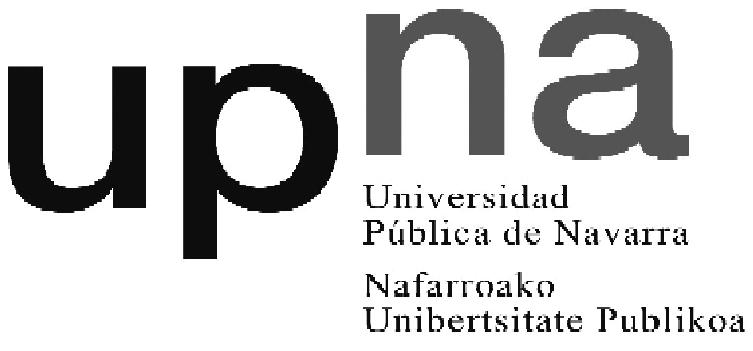 upna
Universidad
Pública de Navarra
Nafarroako
Unibertsitate Publikoa